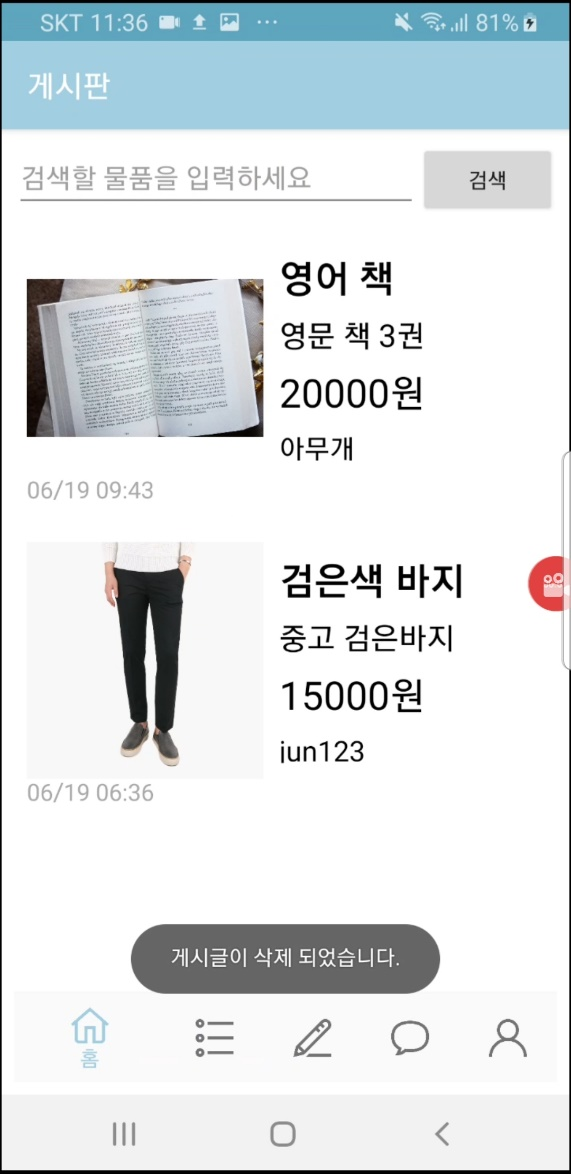 SKT 11:36 81%
게시판
검색할 물품을 입력하세요 검색
영어 책
영문 책 3권
20000원
아무개
06/19 09:43
검은색 바지
중고 검은바지
15000원
jun123
06/19 06:36
게시글이 삭제 되었습니다.
홈